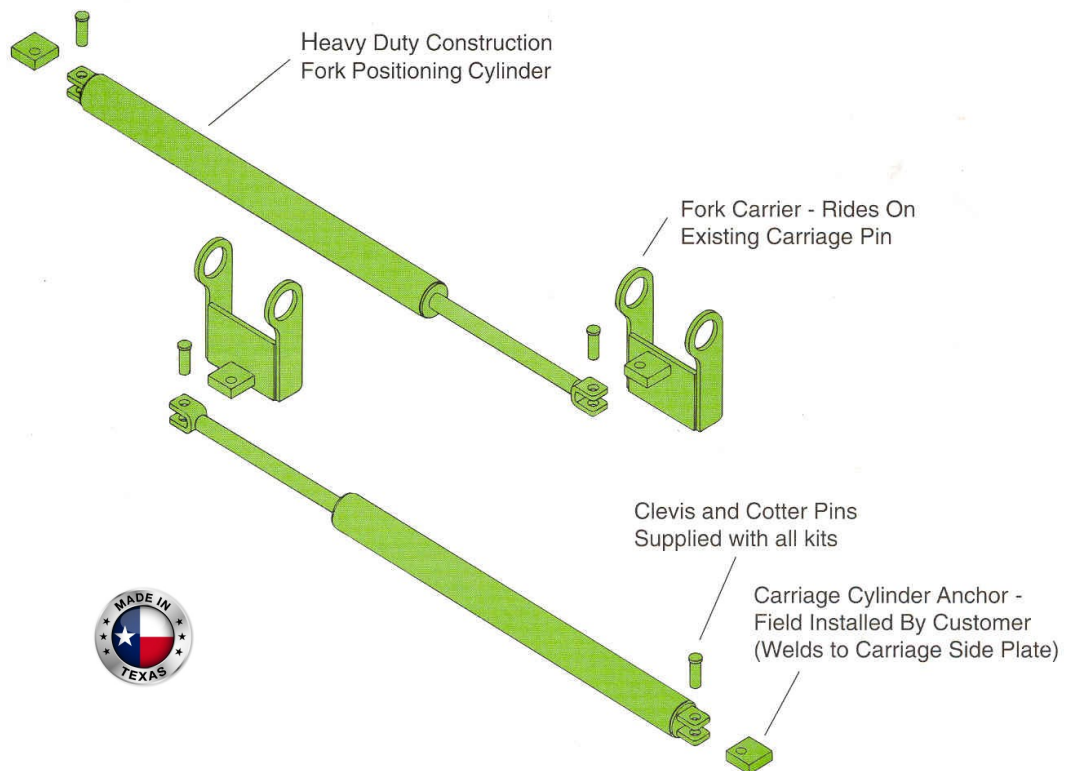 Heavy Duty Construction
Fork Positioning Cylinder
Fork Carrier - Rides On
Existing Carriage Pin
Clevis and Cotter Pins
Supplied with all kits
Carriage Cylinder Anchor -
Field Installed By Customer
(Welds to Carriage Side Plate)
MADE IN
TEXAS